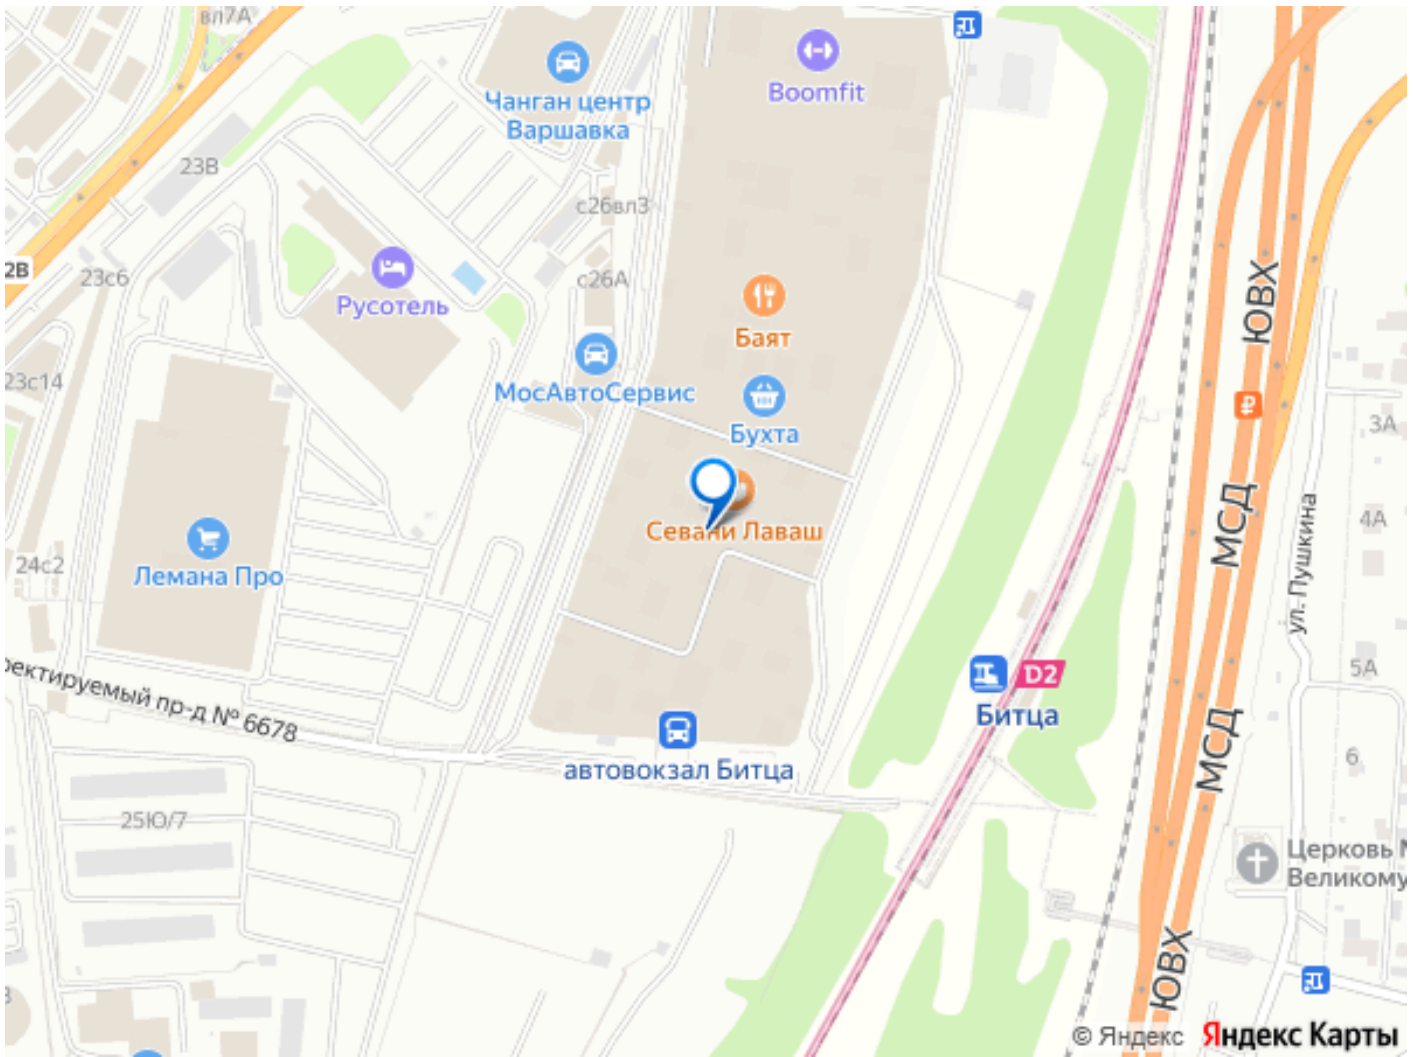 вл7А
Boomfit
Чанган центр
Варшавка
23В
с26вл3
2В
23с6
Русотель
с26А
ЮВХ
Баят
23с14
МосАвтоСервис
Бухта
3А
МСД
4А
Севани Лаваш
24с2
Лемана Про
ул. Пушкина
ректируемый пр-д № 6678
D2
Битца
5А
МСД
6
автовокзал Битца
25Ю/7
Церковь
Великому
ЮВХ
© Яндекс Яндекс Карты